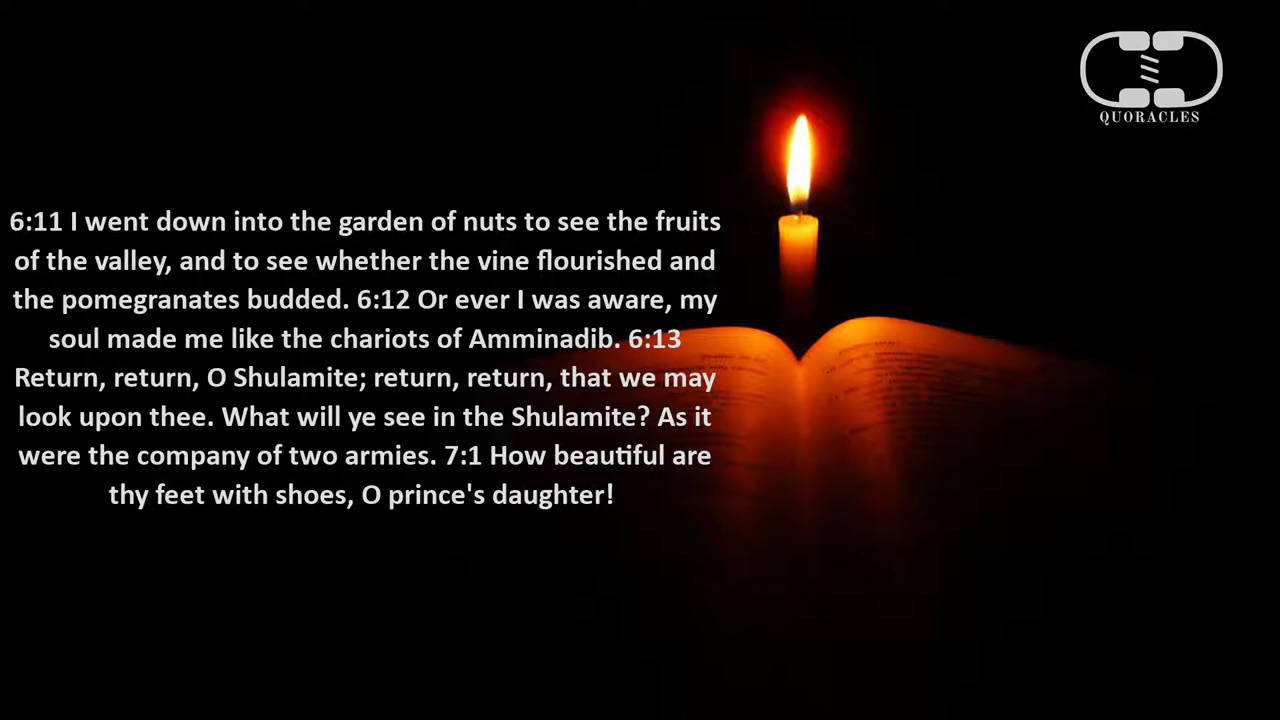 QUORACLES
6:11 I went down into the garden of nuts to see the fruits
of the valley, and to see whether the vine flourished and
the pomegranates budded. 6:12 Or ever I was aware, my
soul made me like the chariots of Amminadib. 6:13
Return, return, O Shulamite; return, return, that we may
look upon thee. What will ye see in the Shulamite? As it
were the company of two armies. 7:1 How beautiful are
thy feet with shoes, O prince's daughter!